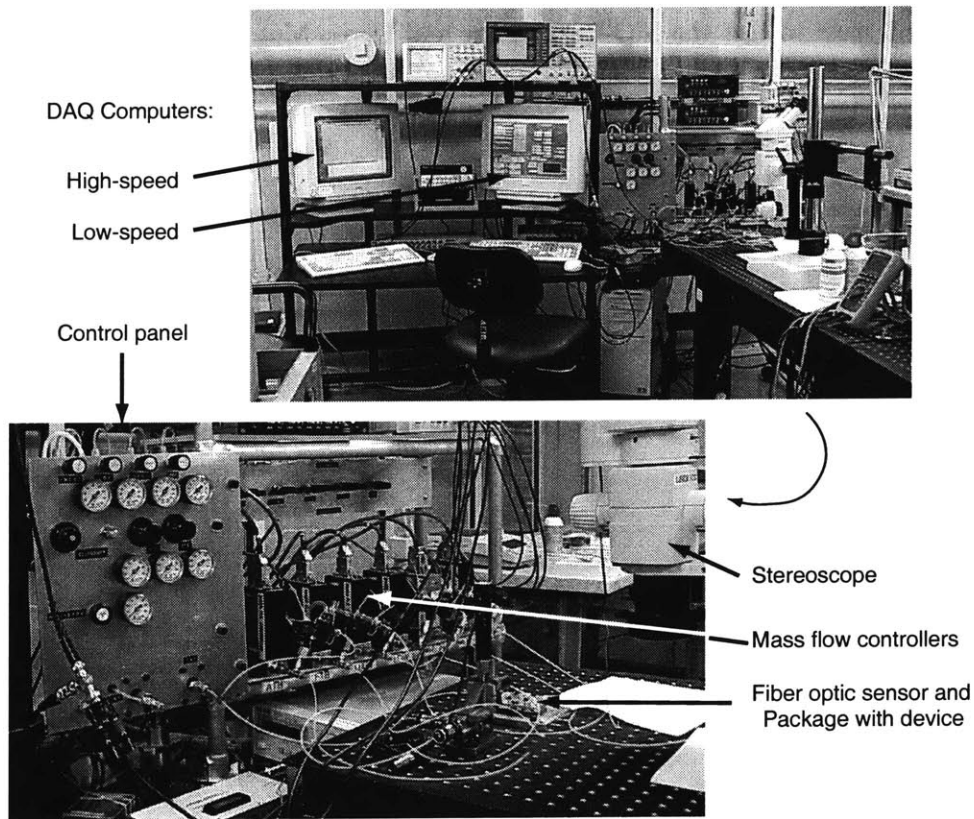 DAQ Computers:
High-speed
Low-speed
Control panel
Stereoscope
Mass flow controllers
Fiber optic sensor and
Package with device